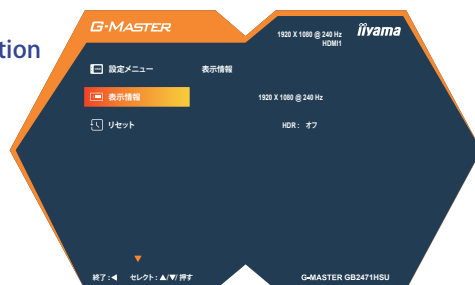 tion
G-MASTER
1920 X 1080 @ 240 Hz
HDMI1
iiyama
設定メニュー
表示情報
表示情報
1920 X 1080 @ 240 Hz
リセット
HDR： オフ
終了：◀ セレクト：▲/▼/ 押す
G-MASTER GB2471HSU